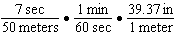 7 sec/50 meters • 1 min/60 sec • 39.37 in/1 meter